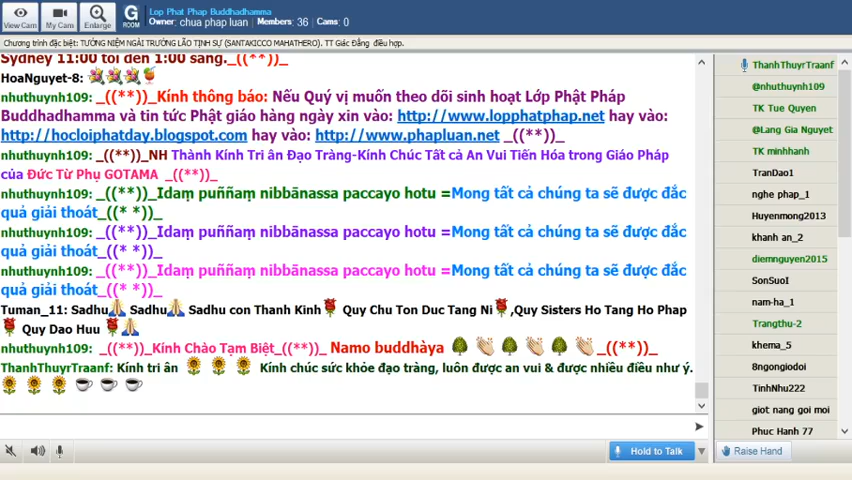 View Cam
My Cam
Enlarge
G
ROOM
Lop Phat Phap Buddhadhamma
Owner: chua phap luan Members: 36 Cams: 0
Chương trình đặc biệt: TƯỞNG NIỆM NGÀI TRƯỞNG LÃO TỊNH SỰ (SANTAKICCO MAHATHERO). TT Giác Đẳng điều hợp.
Sydney 11:00 tối đến 1:00 sáng._((**))_
HoaNguyet-8:
nhuthuynh109: _((**))_Kính thông báo: Nếu Quý vị muốn theo dõi sinh hoạt Lớp Phật Pháp
Buddhadhamma và tin tức Phật giáo hàng ngày xin vào: http://www.lopphatphap.net hay vào:
http://hocloiphatday.blogspot.com hay vào: http://www.phapluan.net _((**))_
nhuthuynh109: _((**))_NH Thành Kính Tri ân Đạo Tràng-Kính Chúc Tất cả An Vui Tiến Hóa trong Giáo Pháp
của Đức Từ Phụ GOTAMA _((**))_
nhuthuynh109: _((**))_Idaṃ puññaṃ nibbānassa paccayo hotu =Mong tất cả chúng ta sẽ được đắc
quả giải thoát_((* *))_
nhuthuynh109: _((**))_Idaṃ puññaṃ nibbānassa paccayo hotu =Mong tất cả chúng ta sẽ được đắc
quả giải thoát_((* *))_
nhuthuynh109: _((**))_Idaṃ puññaṃ nibbānassa paccayo hotu =Mong tất cả chúng ta sẽ được đắc
quả giải thoát_((* *))_
Tuman_11: Sadhu Sadhu Sadhu con Thanh Kinh Quy Chu Ton Duc Tang Ni ,Quy Sisters Ho Tang Ho Phap
Quy Dao Huu
nhuthuynh109: _((**))_Kính Chào Tạm Biệt_((**))_ Namo buddhàya _((**))_
ThanhThuyrTraanf: Kính tri ân Kính chúc sức khỏe đạo tràng, luôn được an vui & được nhiều điều như ý.
Hold to Talk
ThanhThuyrTraanf
@nhuthuynh109
TK Tue Quyen
@Lang Gia Nguyet
TK minhhanh
TranDao1
nghe phap_1
Huyenmong2013
khanh an_2
diemnguyen2015
SonSuoI
nam-ha_1
Trangthu-2
khema_5
8ngongiodoi
TinhNhu222
giot nang goi moi
Phuc Hanh 77
Raise Hand